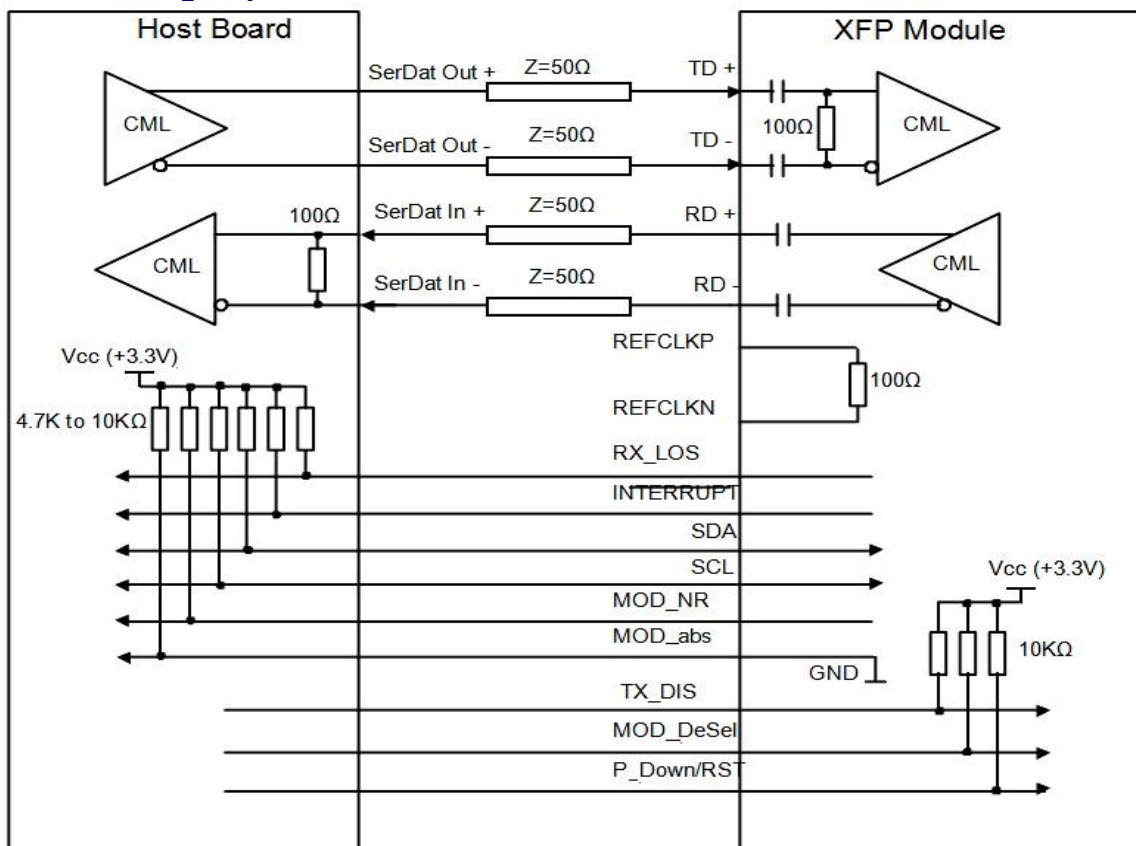 Host Board
XFP Module
SerDat Out +
Z=50Ω
TD +
CML
100Ω
CML
SerDat Out -
Z=50Ω
TD -
100Ω
SerDat In +
Z=50Ω
RD +
CML
CML
SerDat In -
Z=50Ω
RD -
REFCLKP
Vcc (+3.3V)
100Ω
4.7K to 10KΩ
REFCLKN
RX_LOS
INTERRUPT
SDA
SCL
Vcc (+3.3V)
MOD_NR
MOD_abs
10KΩ
GND
TX_DIS
MOD_DeSel
P_Down/RST